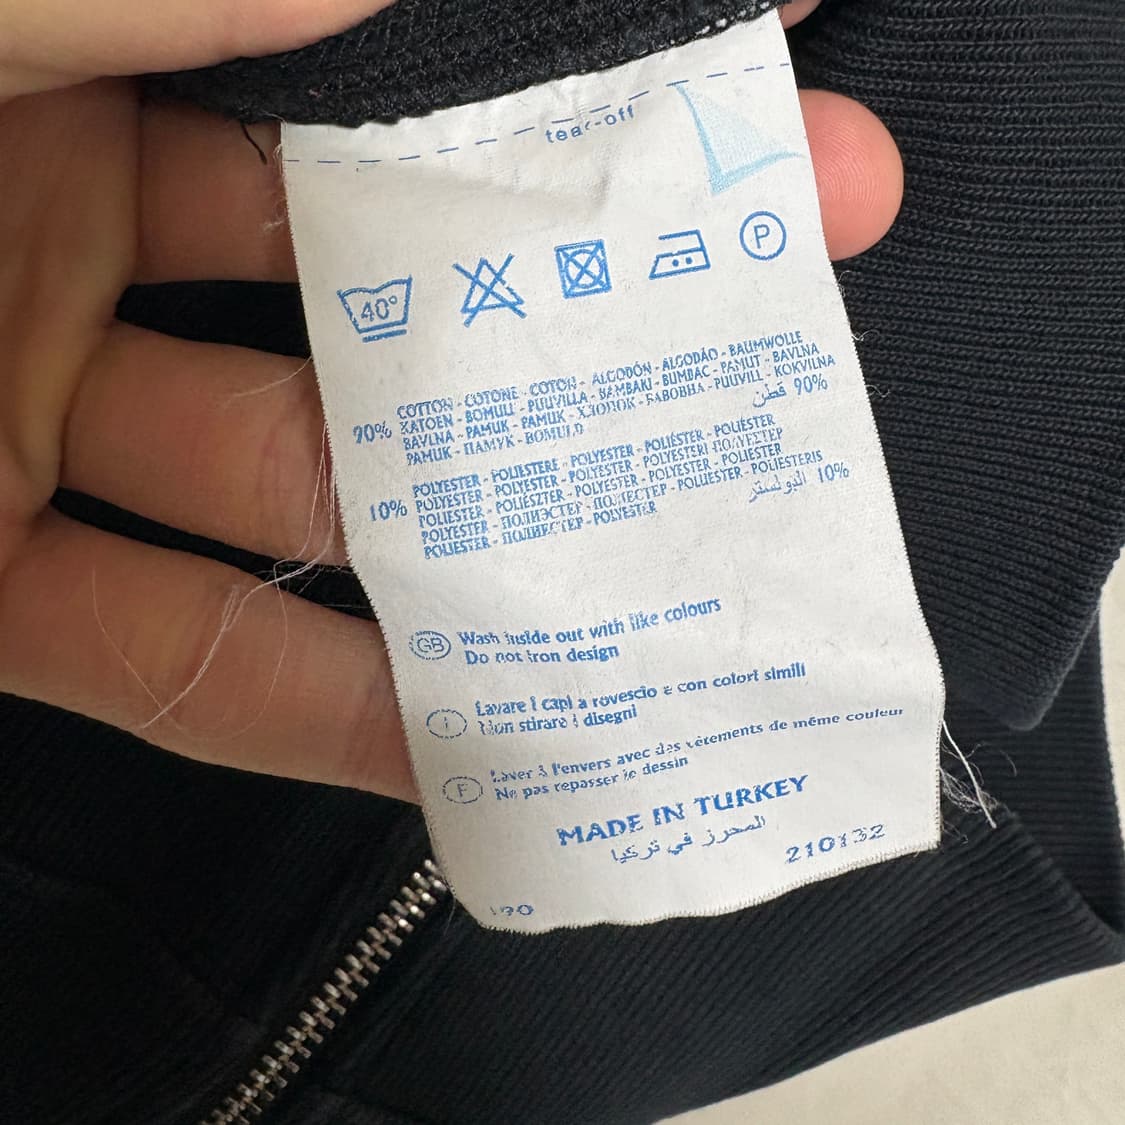 tear-off
40°
P
COTTON - COTONE - COTON - ALGODÓN - ALGODÃO - BAUMWOLLE
90% KATOEN - BOMULL - PUUVILLA - BAMBAKI - BUMBAC - PAMUT - BAVLNA
BAVLNA - PAMUK - PAMUK - ХЛОПОК - БАВОВНА - PUUVILL - KOKVILNA
PAMUK - ПАМУК - BOMULD
قطن 90%
POLYESTER - POLIESTERE - POLYESTER - POLIÉSTER - POLIÉSTER
10% POLYESTER - POLYESTER - POLYESTER - POLYESTERI ΠΟΛΥΕΣΤΕΡ
POLIESTER - POLIÉSZTER - POLYESTER - POLYESTER - POLIESTER
POLYESTER - ПОЛИЭСТЕР - ПОЛІЕСТЕР - POLUESTER - POLIESTERIS
POLIESTER - ПОЛИЕСТЕР - POLYESTER
البوليستر 10%
GB Wash inside out with like colours
Do not iron design
I Lavare i capi a rovescio e con colori simili
Non stirare i disegni
F Laver à l'envers avec des vêtements de même couleur
Ne pas repasser le dessin
MADE IN TURKEY
المحرز في تركيا
210132